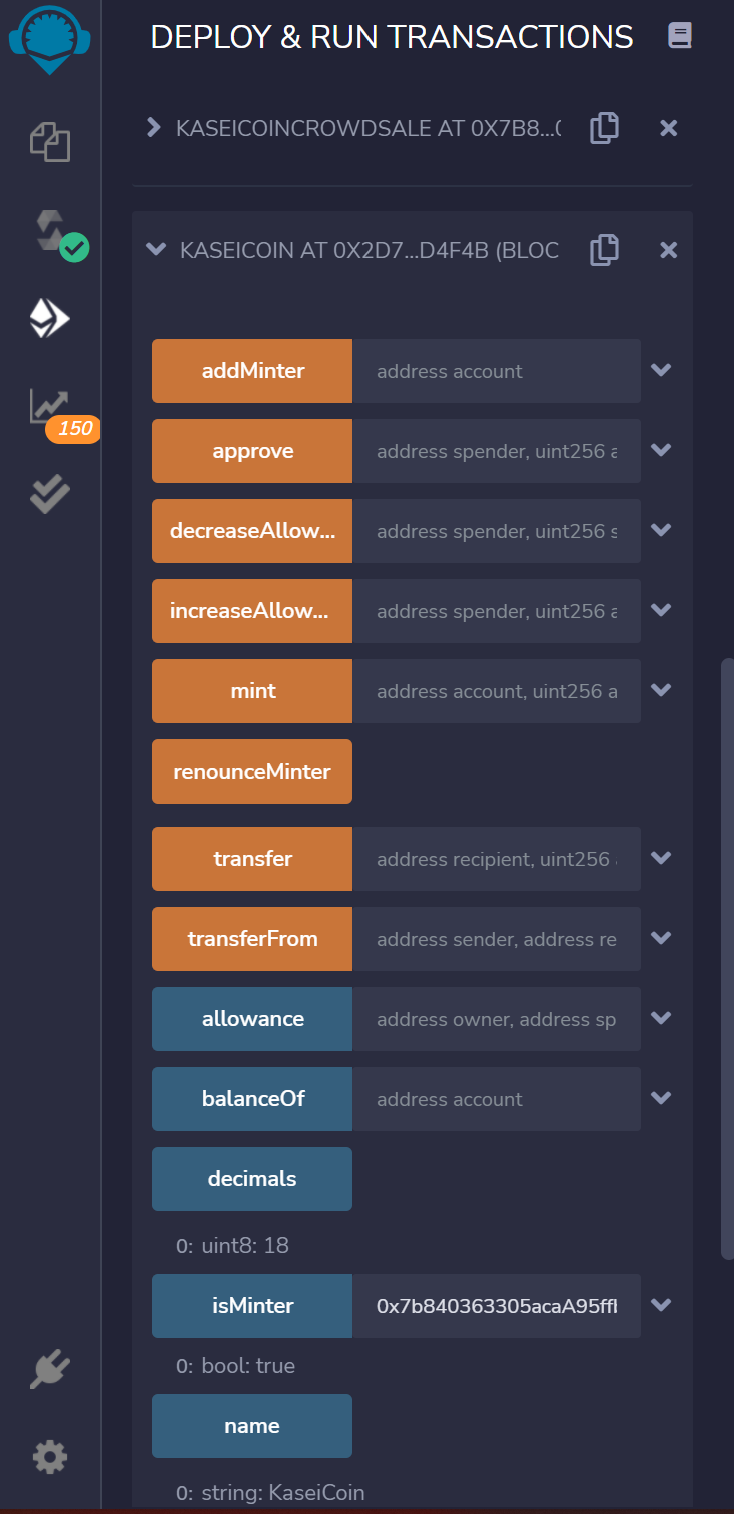 DEPLOY & RUN TRANSACTIONS
KASEICOINCROWDSALE AT 0X7B8...
KASEICOIN AT 0X2D7...D4F4B (BLOC
addMinter address account
approve address spender, uint256 a
decreaseAllow... address spender, uint256 s
increaseAllow... address spender, uint256 a
150
mint address account, uint256 a
renounceMinter
transfer address recipient, uint256
transferFrom address sender, address re
allowance address owner, address sp
balanceOf address account
decimals
0: uint8: 18
isMinter 0x7b840363305acaA95ff
0: bool: true
name
0: string: KaseiCoin